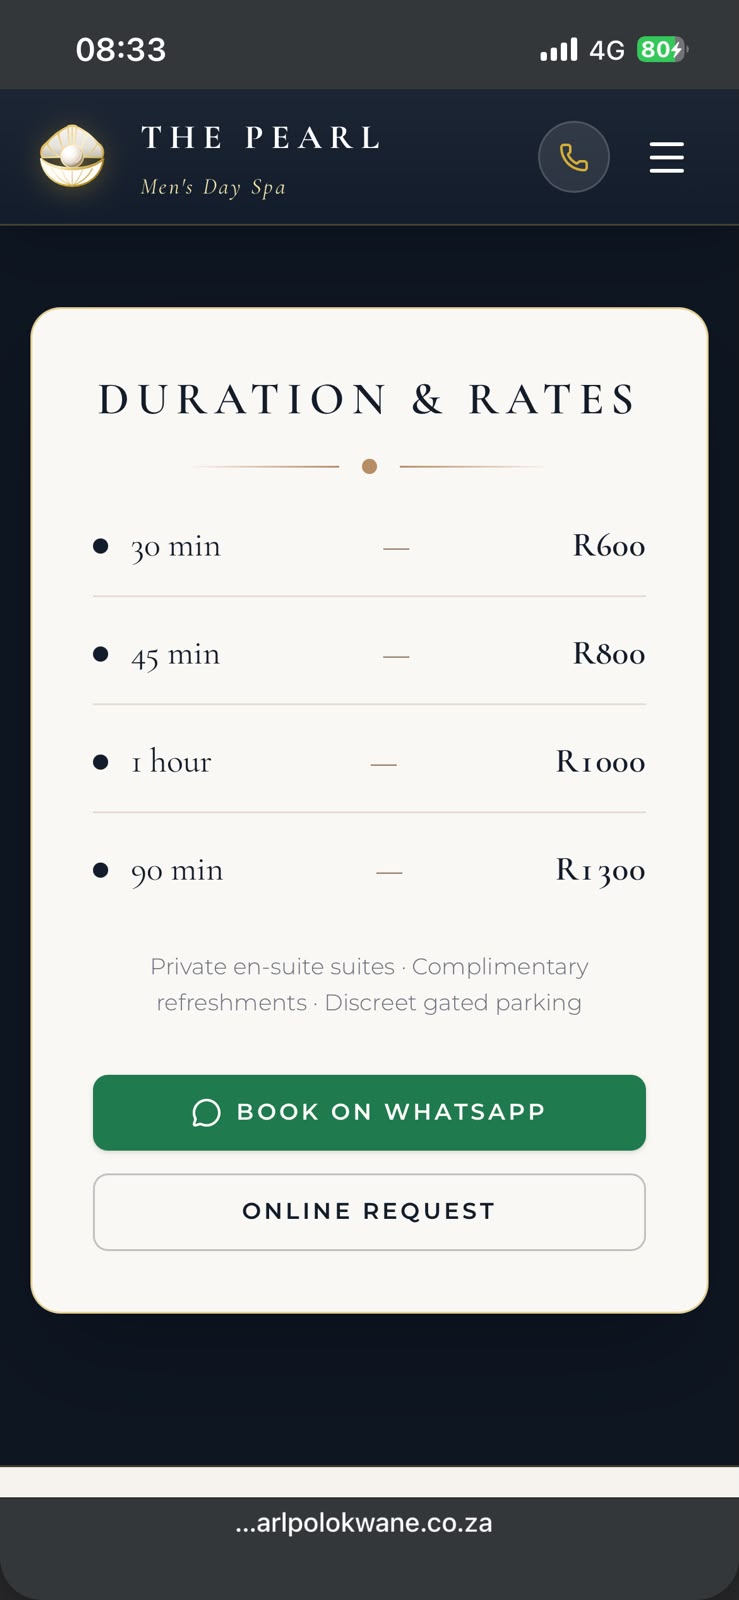 08:33
4G
80
THE PEARL
Men's Day Spa
DURATION & RATES
30 min — R600
45 min — R800
1 hour — R1000
90 min — R1300
Private en-suite suites · Complimentary
refreshments · Discreet gated parking
BOOK ON WHATSAPP
ONLINE REQUEST
...arlpolokwane.co.za